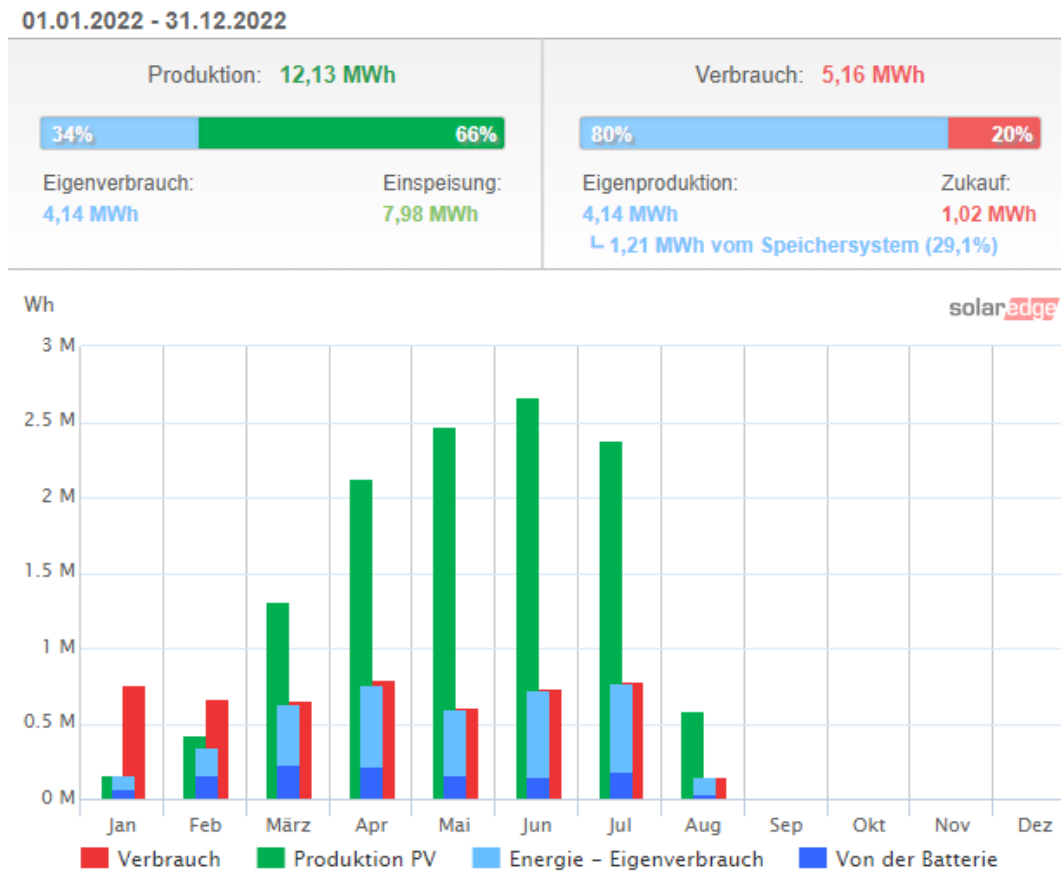 01.01.2022 - 31.12.2022
Produktion: 12,13 MWh
Verbrauch: 5,16 MWh
34% 66%
80% 20%
Eigenverbrauch: Einspeisung:
4,14 MWh 7,98 MWh
Eigenproduktion: Zukauf:
4,14 MWh 1,02 MWh
1,21 MWh vom Speichersystem (29,1%)
Wh
solaredge
3 M
2.5 M
2 M
1.5 M
1 M
0.5 M
0 M
Jan Feb März Apr Mai Jun Jul Aug Sep Okt Nov Dez
Verbrauch Produktion PV Energie - Eigenverbrauch Von der Batterie